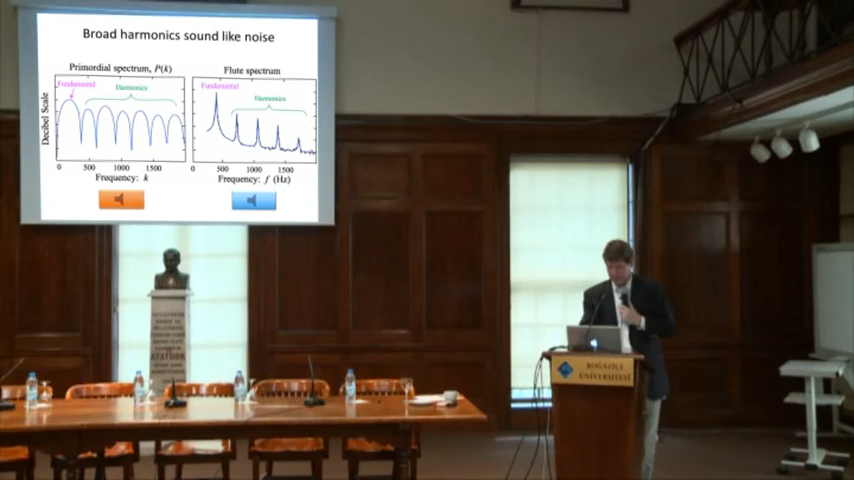 Broad harmonics sound like noise
Primordial spectrum, P(k)
Fundamental
Harmonics
Decibel Scale
0 500 1000 1500
Frequency: k
Flute spectrum
Fundamental
Harmonics
0 500 1000 1500
Frequency: f (Hz)
ATATÜRK
BOĞAZİÇİ
ÜNİVERSİTESİ